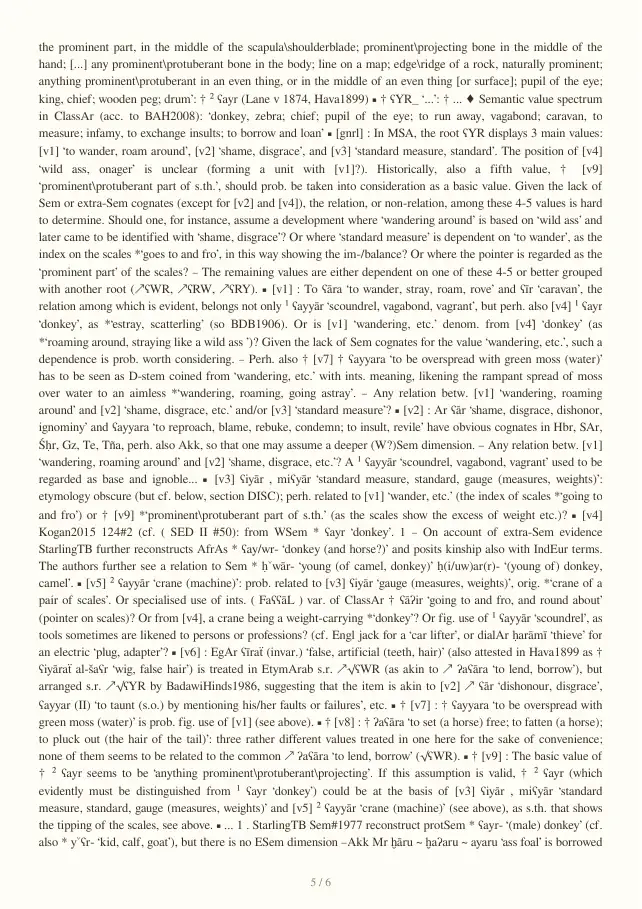 the prominent part, in the middle of the scapula\shoulderblade; prominent\projecting bone in the middle of the
hand; [...] any prominent\protuberant bone in the body; line on a map; edge\ridge of a rock, naturally prominent;
anything prominent\protuberant in an even thing, or in the middle of an even thing [or surface]; pupil of the eye;
king, chief; wooden peg; drum’: † ² ʕayr (Lane v 1874, Hava1899) ▪ † ʕYR_ ‘...’: † ... ♦ Semantic value spectrum
in ClassAr (acc. to BAH2008): ‘donkey, zebra; chief; pupil of the eye; to run away, vagabond; caravan, to
measure; infamy, to exchange insults; to borrow and loan’ ▪ [gnrl] : In MSA, the root ʕYR displays 3 main values:
[v1] ‘to wander, roam around’, [v2] ‘shame, disgrace’, and [v3] ‘standard measure, standard’. The position of [v4]
‘wild ass, onager’ is unclear (forming a unit with [v1]?). Historically, also a fifth value, † [v9]
‘prominent\protuberant part of s.th.’, should prob. be taken into consideration as a basic value. Given the lack of
Sem or extra-Sem cognates (except for [v2] and [v4]), the relation, or non-relation, among these 4-5 values is hard
to determine. Should one, for instance, assume a development where ‘wandering around’ is based on ‘wild ass’ and
later came to be identified with ‘shame, disgrace’? Or where ‘standard measure’ is dependent on ‘to wander’, as the
index on the scales *‘goes to and fro’, in this way showing the im-/balance? Or where the pointer is regarded as the
‘prominent part’ of the scales? – The remaining values are either dependent on one of these 4-5 or better grouped
with another root (↗ʕWR, ↗ʕRW, ↗ʕRY). ▪ [v1] : To ʕāra ‘to wander, stray, roam, rove’ and ʕīr ‘caravan’, the
relation among which is evident, belongs not only ¹ ʕayyār ‘scoundrel, vagabond, vagrant’, but perh. also [v4] ¹ ʕayr
‘donkey’, as *‘estray, scatterling’ (so BDB1906). Or is [v1] ‘wandering, etc.’ denom. from [v4] ‘donkey’ (as
*‘roaming around, straying like a wild ass ’)? Given the lack of Sem cognates for the value ‘wandering, etc.’, such a
dependence is prob. worth considering. – Perh. also † [v7] † ʕayyara ‘to be overspread with green moss (water)’
has to be seen as D-stem coined from ‘wandering, etc.’ with ints. meaning, likening the rampant spread of moss
over water to an aimless *‘wandering, roaming, going astray’. – Any relation betw. [v1] ‘wandering, roaming
around’ and [v2] ‘shame, disgrace, etc.’ and/or [v3] ‘standard measure’? ▪ [v2] : Ar ʕār ‘shame, disgrace, dishonor,
ignominy’ and ʕayyara ‘to reproach, blame, rebuke, condemn; to insult, revile’ have obvious cognates in Hbr, SAr,
Śḥr, Gz, Te, Tña, perh. also Akk, so that one may assume a deeper (W?)Sem dimension. – Any relation betw. [v1]
‘wandering, roaming around’ and [v2] ‘shame, disgrace, etc.’? A ¹ ʕayyār ‘scoundrel, vagabond, vagrant’ used to be
regarded as base and ignoble... ▪ [v3] ʕiyār , miʕyār ‘standard measure, standard, gauge (measures, weights)’:
etymology obscure (but cf. below, section DISC); perh. related to [v1] ‘wander, etc.’ (the index of scales *‘going to
and fro’) or † [v9] *‘prominent\protuberant part of s.th.’ (as the scales show the excess of weight etc.)? ▪ [v4]
Kogan2015 124#2 (cf. ( SED II #50): from WSem * ʕayr ‘donkey’. 1 – On account of extra-Sem evidence
StarlingTB further reconstructs AfrAs * ʕay/wr- ‘donkey (and horse?)’ and posits kinship also with IndEur terms.
The authors further see a relation to Sem * ḥ˅wār- ‘young (of camel, donkey)’ ḥ(i/uw)ar(r)- ‘(young of) donkey,
camel’. ▪ [v5] ² ʕayyār ‘crane (machine)’: prob. related to [v3] ʕiyār ‘gauge (measures, weights)’, orig. *‘crane of a
pair of scales’. Or specialised use of ints. ( FaʕʕāL ) var. of ClassAr † ʕāʔir ‘going to and fro, and round about’
(pointer on scales)? Or from [v4], a crane being a weight-carrying *‘donkey’? Or fig. use of ¹ ʕayyār ‘scoundrel’, as
tools sometimes are likened to persons or professions? (cf. Engl jack for a ‘car lifter’, or dialAr ḥarāmī ‘thieve’ for
an electric ‘plug, adapter’? ▪ [v6] : EgAr ʕīraẗ (invar.) ‘false, artificial (teeth, hair)’ (also attested in Hava1899 as †
ʕiyāraẗ al-šaʕr ‘wig, false hair’) is treated in EtymArab s.r. ↗√ʕWR (as akin to ↗ ʔaʕāra ‘to lend, borrow’), but
arranged s.r. ↗√ʕYR by BadawiHinds1986, suggesting that the item is akin to [v2] ↗ ʕār ‘dishonour, disgrace’,
ʕayyar (II) ‘to taunt (s.o.) by mentioning his/her faults or failures’, etc. ▪ † [v7] : † ʕayyara ‘to be overspread with
green moss (water)’ is prob. fig. use of [v1] (see above). ▪ † [v8] : † ʔaʕāra ‘to set (a horse) free; to fatten (a horse);
to pluck out (the hair of the tail)’: three rather different values treated in one here for the sake of convenience;
none of them seems to be related to the common ↗ ʔaʕāra ‘to lend, borrow’ (√ʕWR). ▪ † [v9] : The basic value of
† ² ʕayr seems to be ‘anything prominent\protuberant\projecting’. If this assumption is valid, † ² ʕayr (which
evidently must be distinguished from ¹ ʕayr ‘donkey’) could be at the basis of [v3] ʕiyār , miʕyār ‘standard
measure, standard, gauge (measures, weights)’ and [v5] ² ʕayyār ‘crane (machine)’ (see above), as s.th. that shows
the tipping of the scales, see above. ▪ ... 1 . StarlingTB Sem#1977 reconstruct protSem * ʕayr- ‘(male) donkey’ (cf.
also * y˅ʕr- ‘kid, calf, goat’), but there is no ESem dimension –Akk Mr ḫāru ~ ḫaʔaru ~ ayaru ‘ass foal’ is borrowed
5 / 6